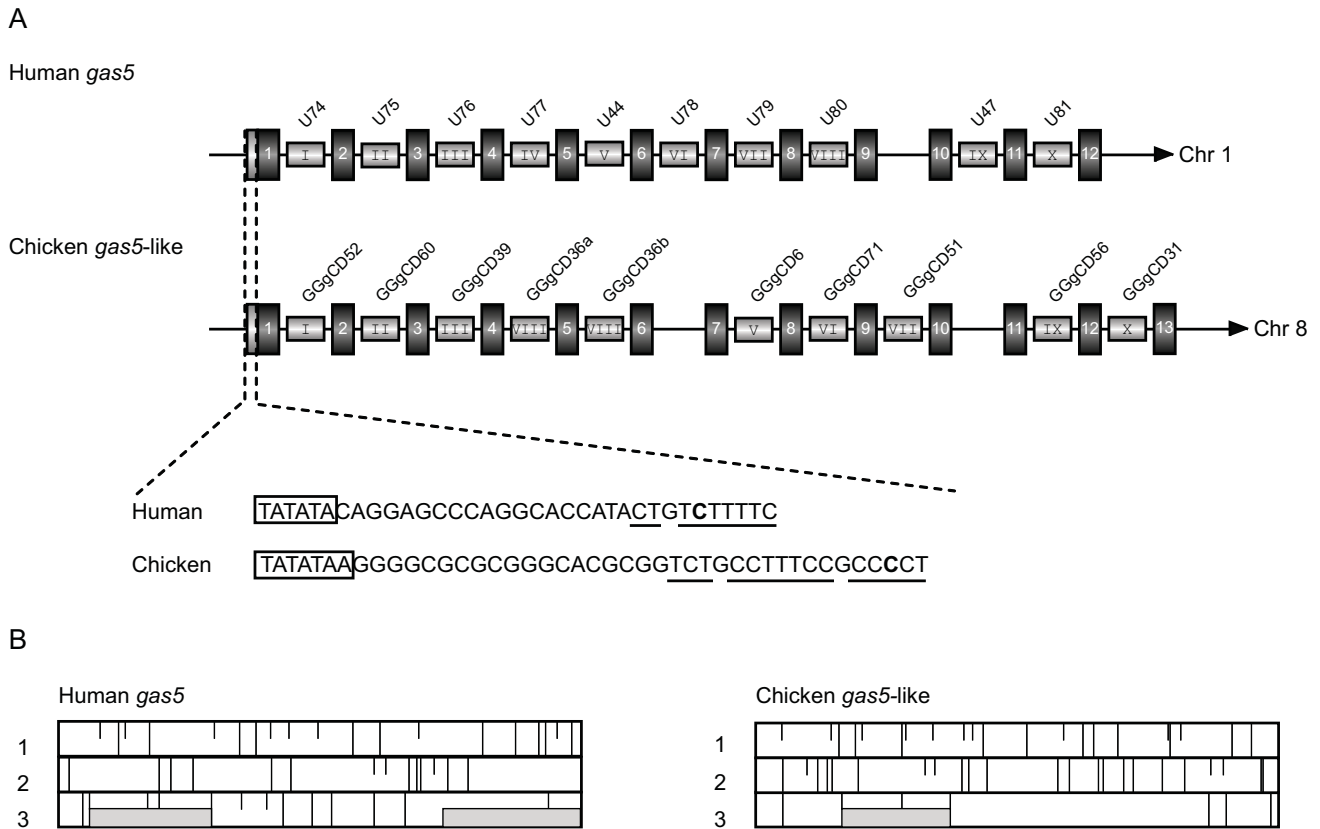 A
Human gas5
U74 U75 U76 U77 U44 U78 U79 U80 U47 U81
1 I 2 II 3 III 4 IV 5 V 6 VI 7 VII 8 VIII 9 10 IX 11 X 12 Chr 1
Chicken gas5-like
GGgCD52 GGgCD60 GGgCD39 GGgCD36a GGgCD36b GGgCD6 GGgCD71 GGgCD51 GGgCD56 GGgCD31
1 I 2 II 3 III 4 VIII 5 VIII 6 7 V 8 VI 9 VII 10 11 IX 12 X 13 Chr 8
Human TATATACAGGAGCCCAGGCACCATACTGTCTTTTC
Chicken TATATAAGGGGCGCGCGGGCACGCGGTCTGCCTTTCCGCCCCT
B
Human gas5
1
2
3
Chicken gas5-like
1
2
3